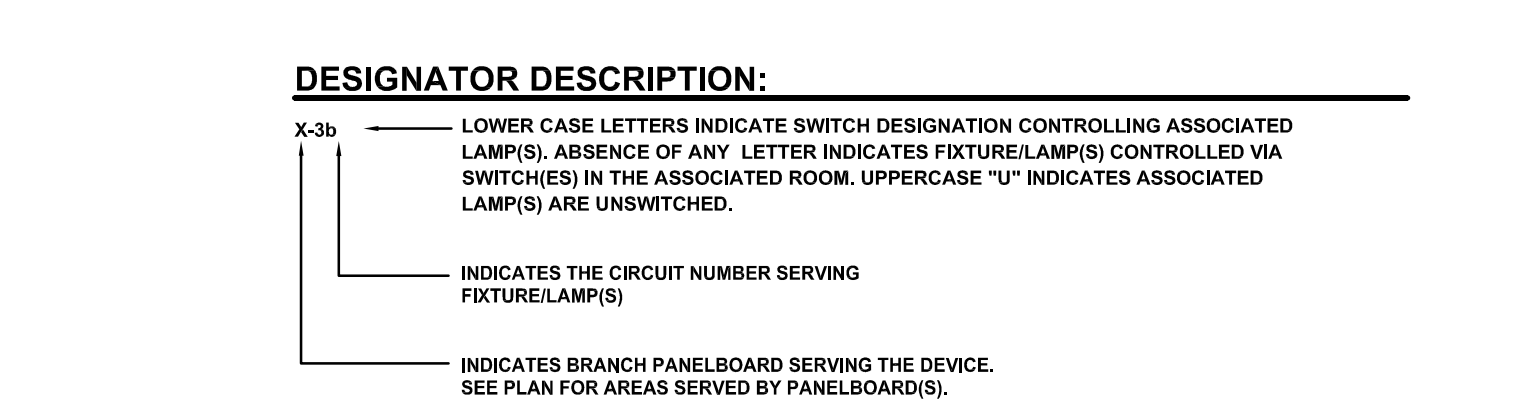 DESIGNATOR DESCRIPTION:
X-3b
LOWER CASE LETTERS INDICATE SWITCH DESIGNATION CONTROLLING ASSOCIATED
LAMP(S). ABSENCE OF ANY LETTER INDICATES FIXTURE/LAMP(S) CONTROLLED VIA
SWITCH(ES) IN THE ASSOCIATED ROOM. UPPERCASE "U" INDICATES ASSOCIATED
LAMP(S) ARE UNSWITCHED.
INDICATES THE CIRCUIT NUMBER SERVING
FIXTURE/LAMP(S)
INDICATES BRANCH PANELBOARD SERVING THE DEVICE.
SEE PLAN FOR AREAS SERVED BY PANELBOARD(S).